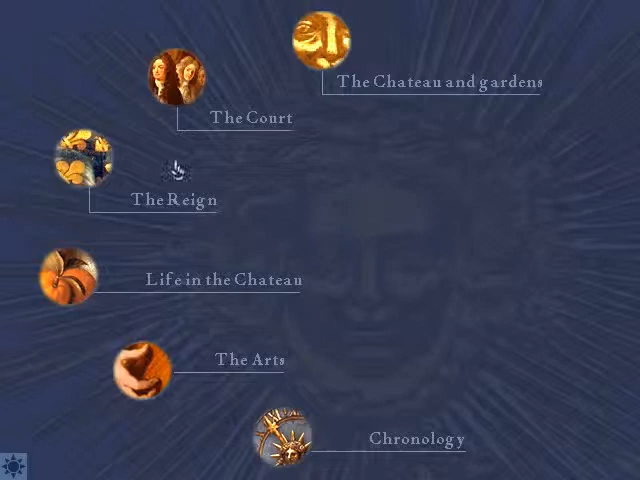 The Chateau and gardens
The Court
The Reign
Life in the Chateau
The Arts
Chronology